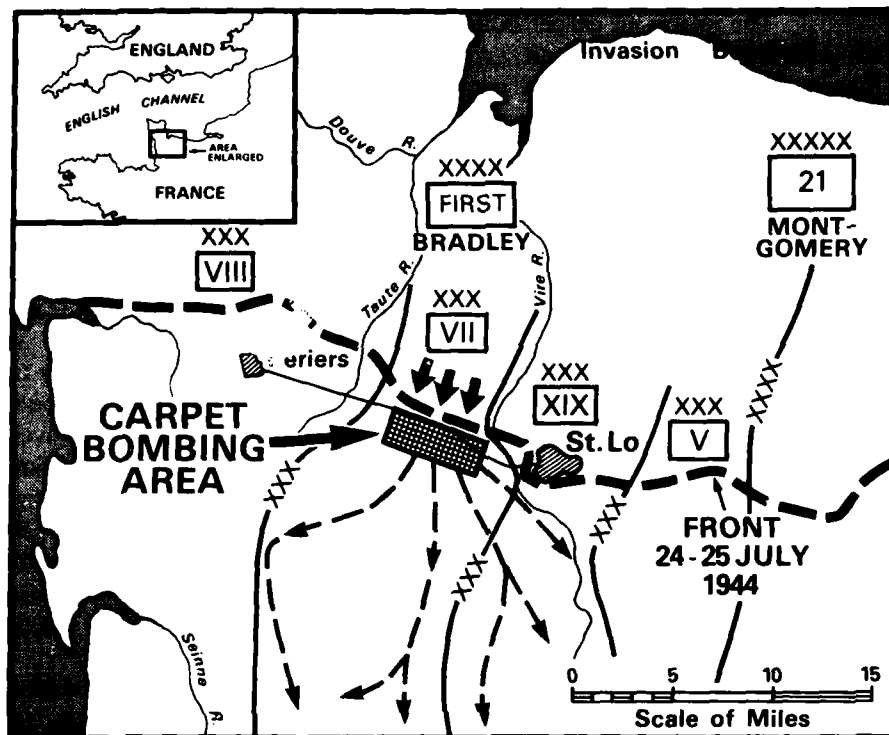 ENGLAND
ENGLISH CHANNEL
AREA
ENLARGED
FRANCE
Invasion
Douve R.
XXXX
FIRST
BRADLEY
XXXXX
21
MONT-
GOMERY
XXX
VIII
Taute R.
Vire R.
XXX
VII
eriers
XXX
XIX
St. Lo
XXX
V
XXXX
CARPET
BOMBING
AREA
XXX
XXX
XXX
FRONT
24-25 JULY
1944
Seinne R.
0 5 10 15
Scale of Miles